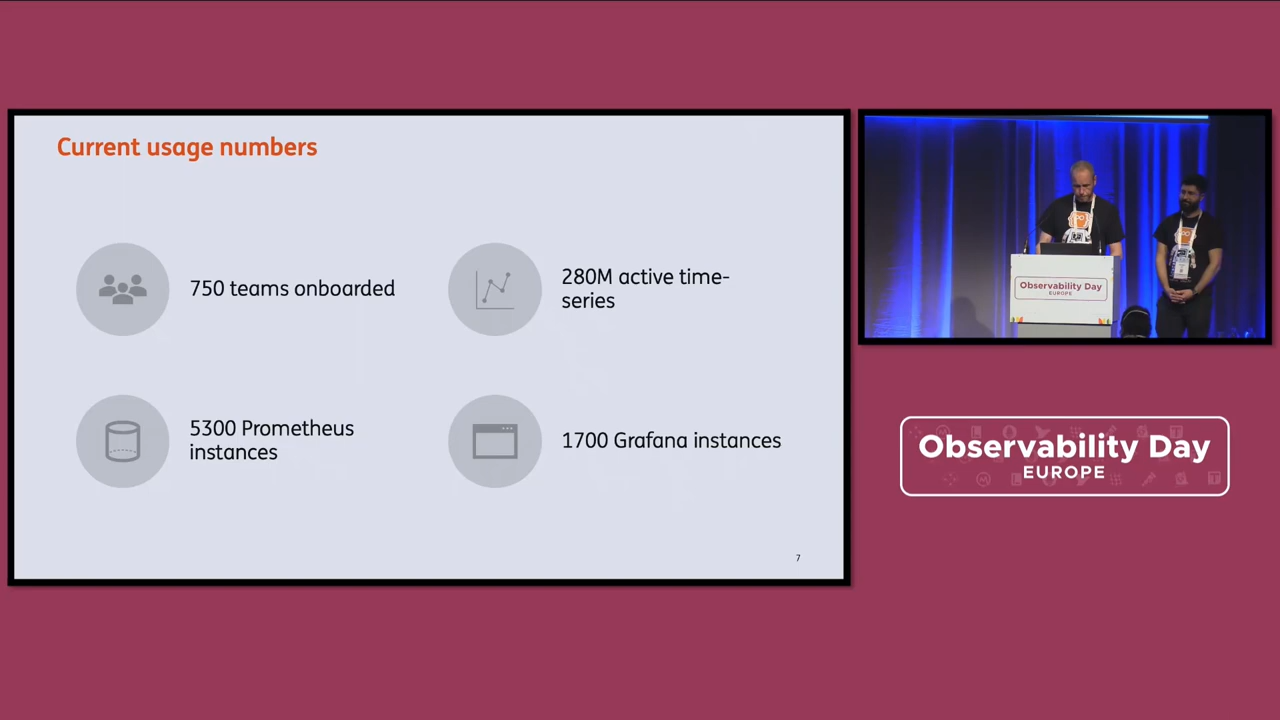 Current usage numbers
750 teams onboarded
280M active time-
series
5300 Prometheus
instances
1700 Grafana instances
7
Observability Day
EUROPE
Observability Day
EUROPE